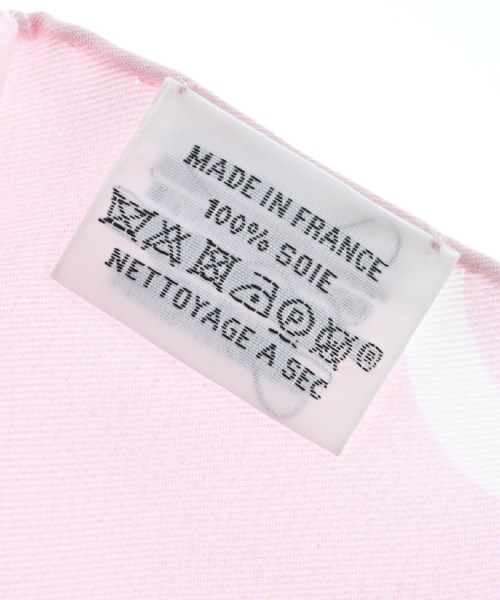 MADE IN FRANCE
100% SOIE
P W ®
NETTOYAGE A SEC